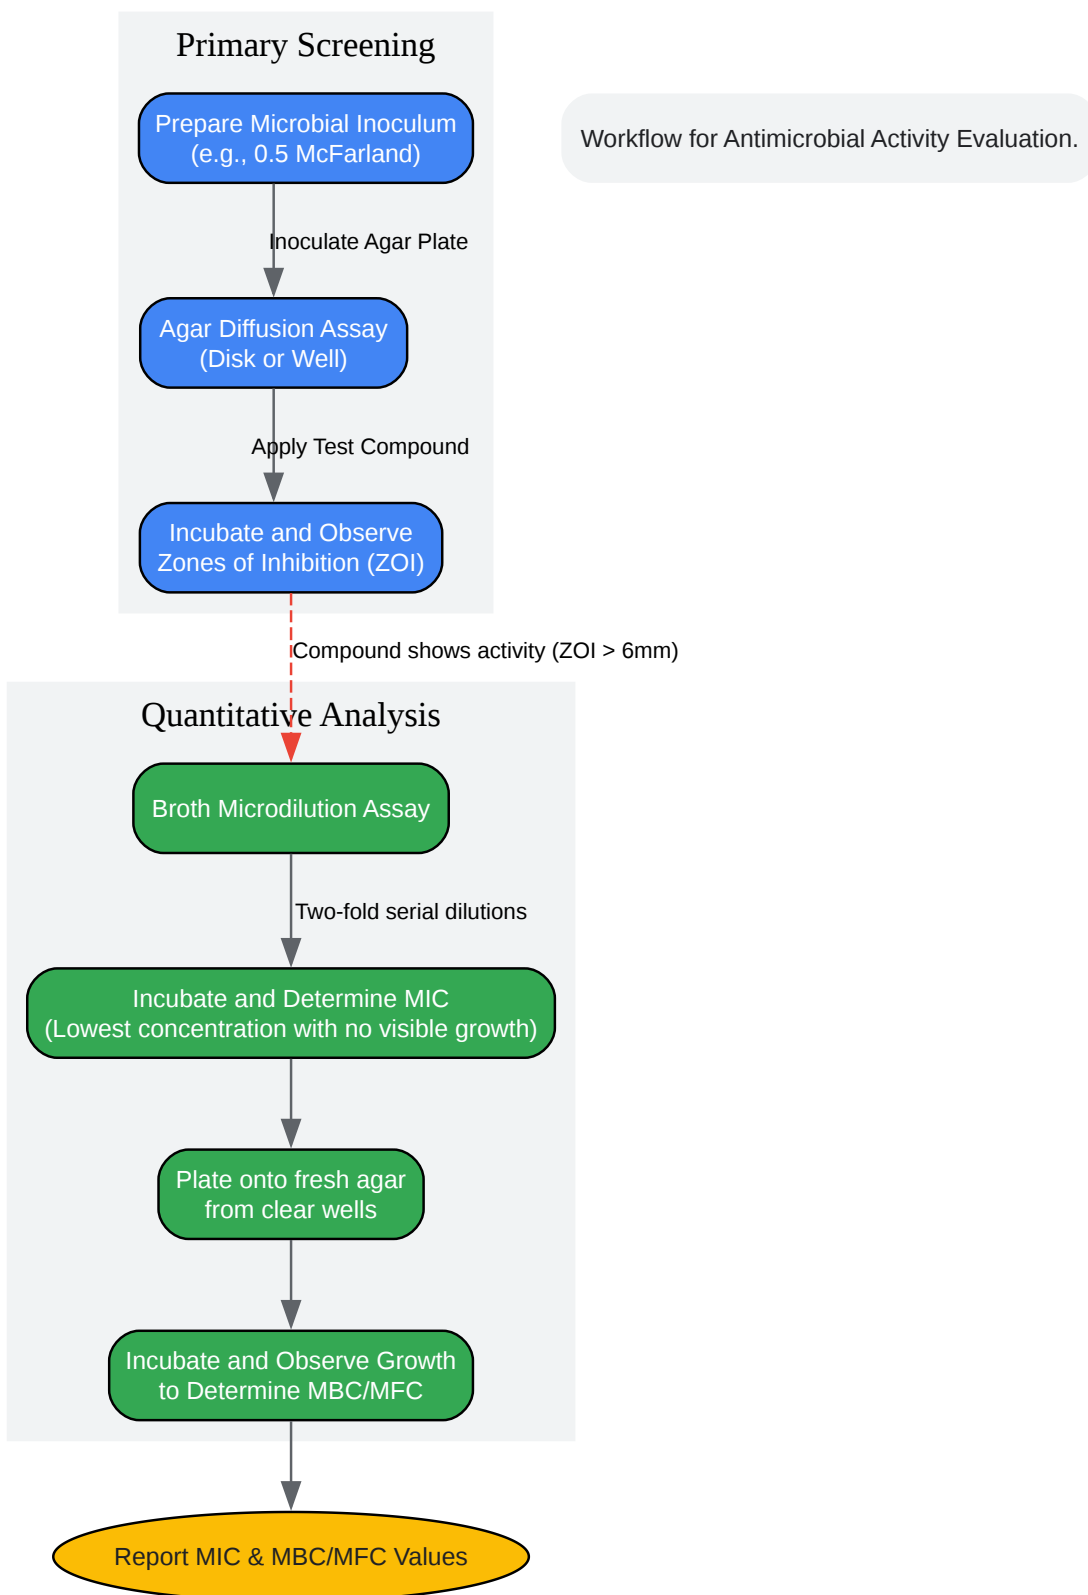 Primary Screening
Prepare Microbial Inoculum
(e.g., 0.5 McFarland)
Workflow for Antimicrobial Activity Evaluation.
Inoculate Agar Plate
Agar Diffusion Assay
(Disk or Well)
Apply Test Compound
Incubate and Observe
Zones of Inhibition (ZOI)
Compound shows activity (ZOI > 6mm)
Quantitative Analysis
Broth Microdilution Assay
Two-fold serial dilutions
Incubate and Determine MIC
(Lowest concentration with no visible growth)
Plate onto fresh agar
from clear wells
Incubate and Observe Growth
to Determine MBC/MFC
Report MIC & MBC/MFC Values